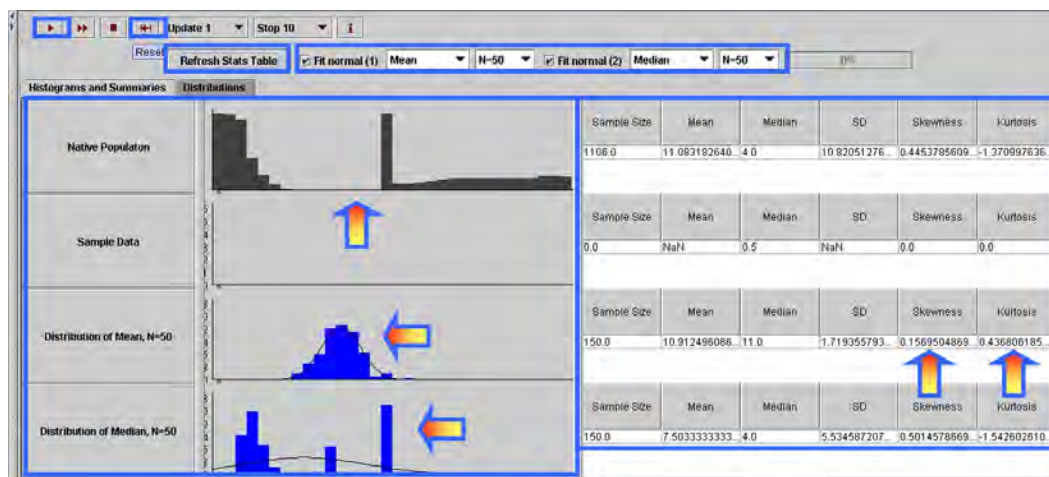 Update 1 Stop 10 i
Reset
Refresh Stats Table Fit normal (1) Mean N=50 Fit normal (2) Median N=50 0%
Histograms and Summaries Distributions
Native Populaton
Sample Size Mean Median SD Skewness Kurtosis
1106.0 11.083182640... 4.0 10.82051276... 0.4453785609... -1.370997636...
Sample Data
Sample Size Mean Median SD Skewness Kurtosis
0.0 NaN 0.5 NaN 0.0 0.0
Distribution of Mean, N=50
Sample Size Mean Median SD Skewness Kurtosis
150.0 10.912496086... 11.0 1.719355793... 0.1569504869... 0.436806185...
Distribution of Median, N=50
Sample Size Mean Median SD Skewness Kurtosis
150.0 7.5033333333... 4.0 5.534587207... 0.5014578669... -1.542602610...